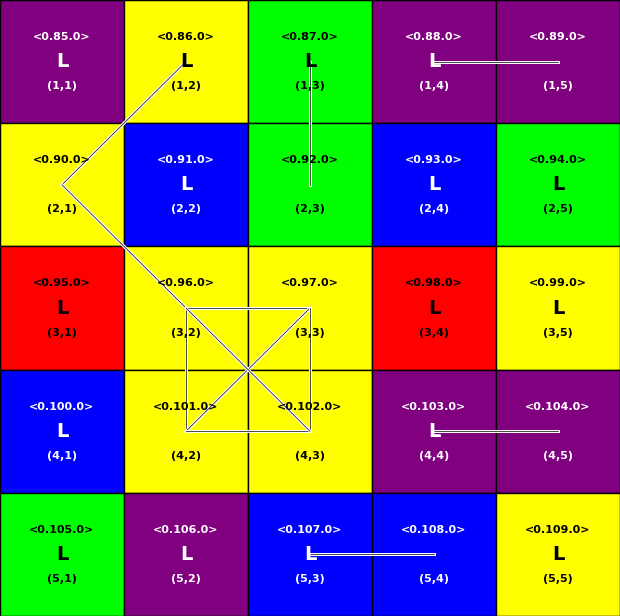 <0.85.0> <0.86.0> <0.87.0> <0.88.0> <0.89.0>
L L L L
(1,1) (1,2) (1,3) (1,4) (1,5)
<0.90.0> <0.91.0> <0.92.0> <0.93.0> <0.94.0>
L L L
(2,1) (2,2) (2,3) (2,4) (2,5)
<0.95.0> <0.96.0> <0.97.0> <0.98.0> <0.99.0>
L L L
(3,1) (3,2) (3,3) (3,4) (3,5)
<0.100.0> <0.101.0> <0.102.0> <0.103.0> <0.104.0>
L L
(4,1) (4,2) (4,3) (4,4) (4,5)
<0.105.0> <0.106.0> <0.107.0> <0.108.0> <0.109.0>
L L L L
(5,1) (5,2) (5,3) (5,4) (5,5)